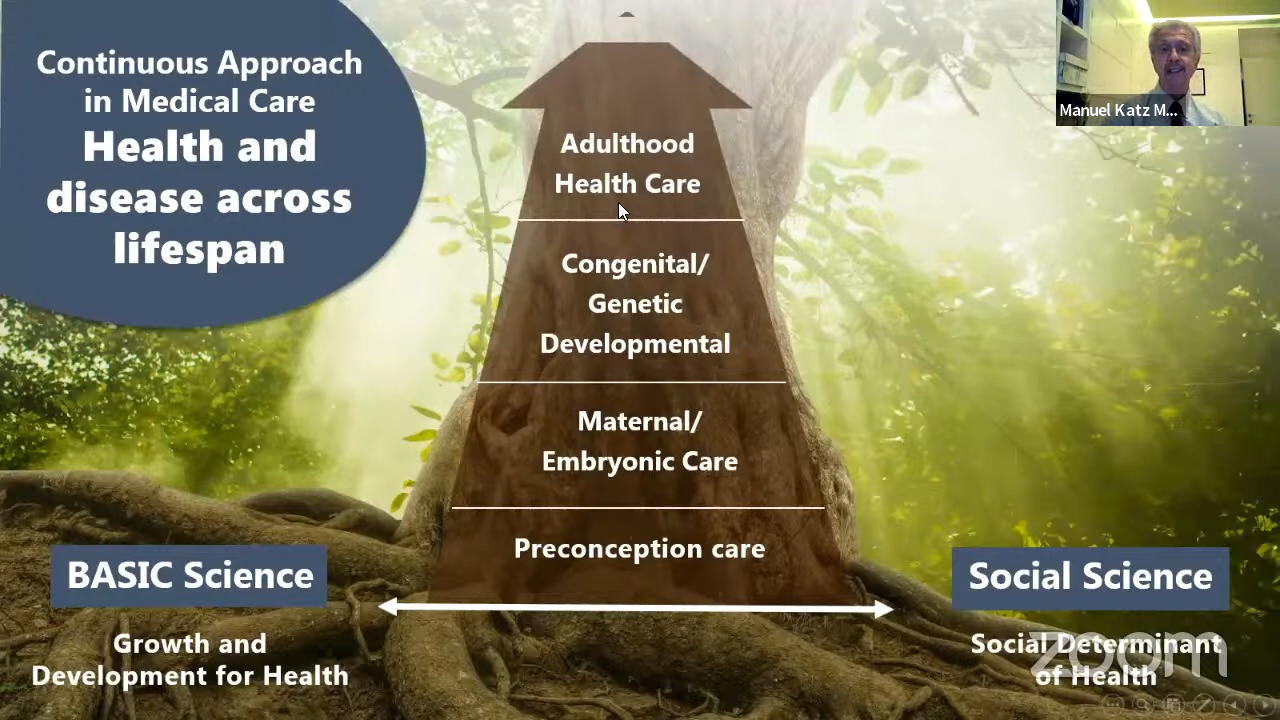 Continuous Approach
in Medical Care
Health and
disease across
lifespan
Manuel Katz M...
Adulthood
Health Care
Congenital/
Genetic
Developmental
Maternal/
Embryonic Care
Preconception care
BASIC Science
Growth and
Development for Health
Social Science
Social Determinant
of Health
zoom